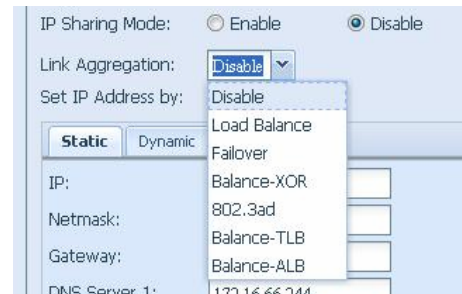 IP Sharing Mode: Enable Disable
Link Aggregation: Disable
Set IP Address by: Disable
Load Balance
Static Dynamic
Failover
IP: Balance-XOR
802.3ad
Netmask:
Balance-TLB
Gateway:
Balance-ALB
DNS Server 1: 172.16.66.244